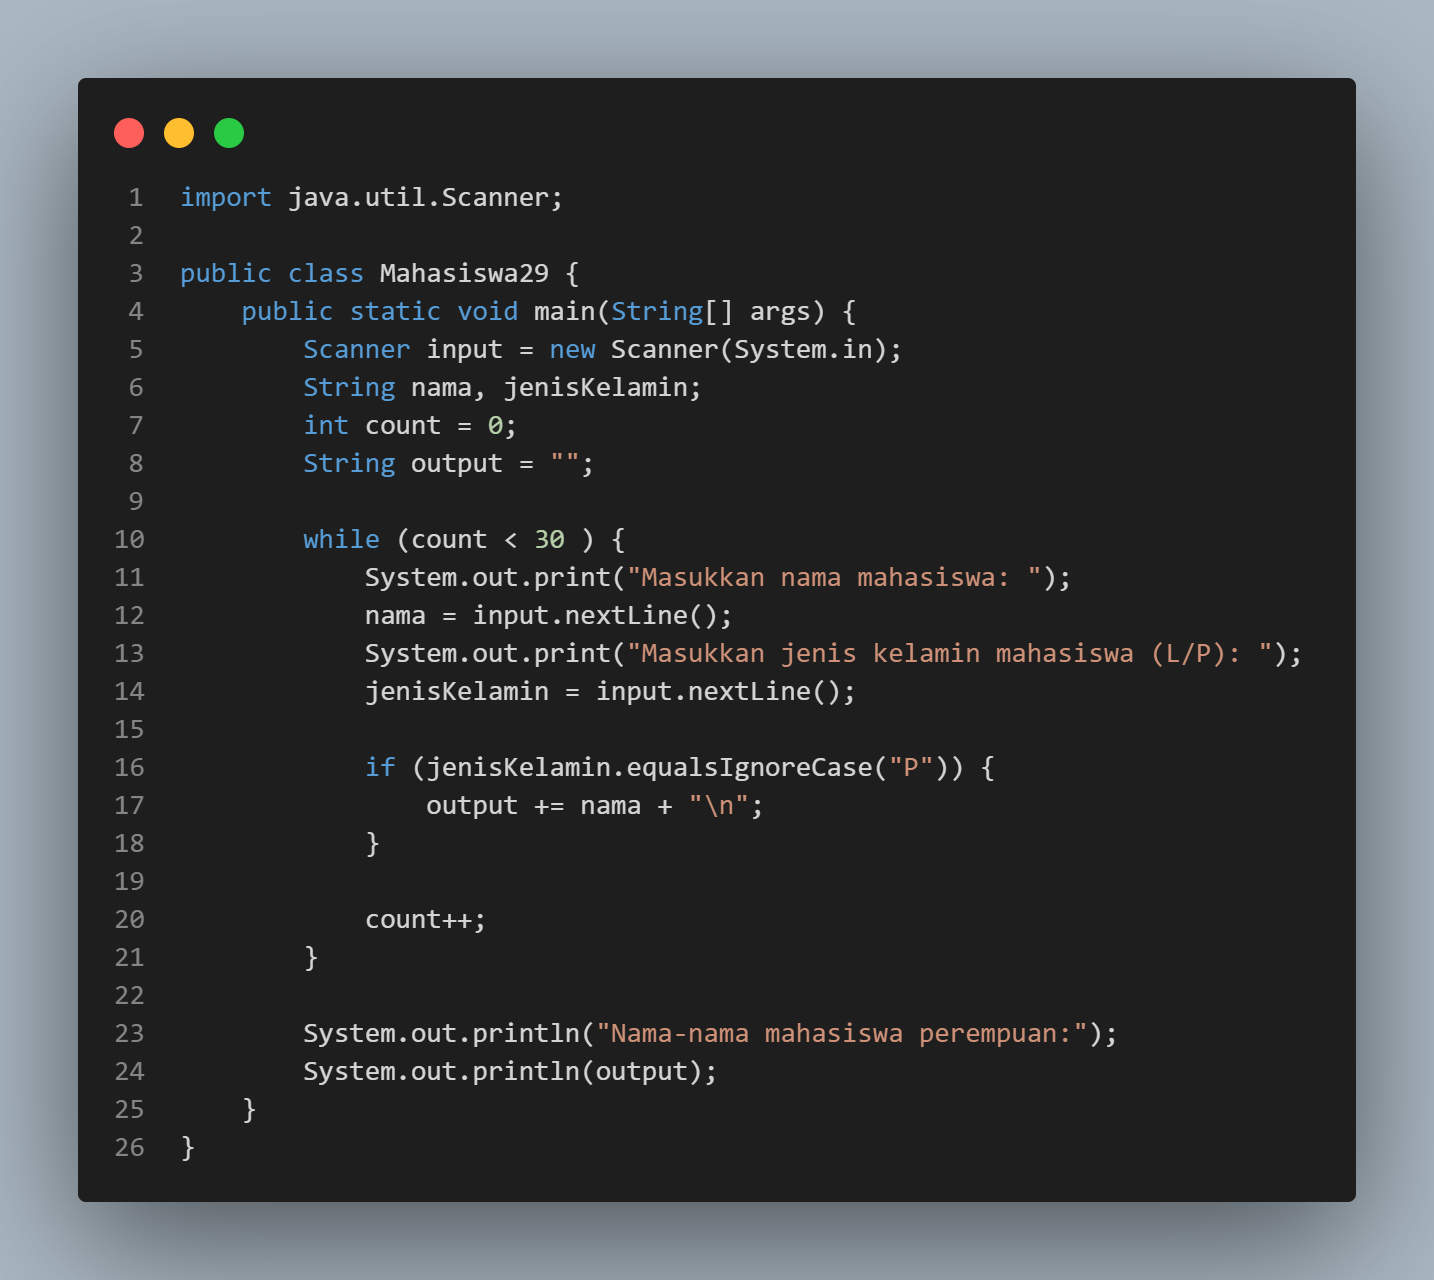 1 import java.util.Scanner;
2
3 public class Mahasiswa29 {
4     public static void main(String[] args) {
5         Scanner input = new Scanner(System.in);
6         String nama, jenisKelamin;
7         int count = 0;
8         String output = "";
9
10         while (count < 30 ) {
11             System.out.print("Masukkan nama mahasiswa: ");
12             nama = input.nextLine();
13             System.out.print("Masukkan jenis kelamin mahasiswa (L/P): ");
14             jenisKelamin = input.nextLine();
15
16             if (jenisKelamin.equalsIgnoreCase("P")) {
17                 output += nama + "\n";
18             }
19
20             count++;
21         }
22
23         System.out.println("Nama-nama mahasiswa perempuan:");
24         System.out.println(output);
25     }
26 }